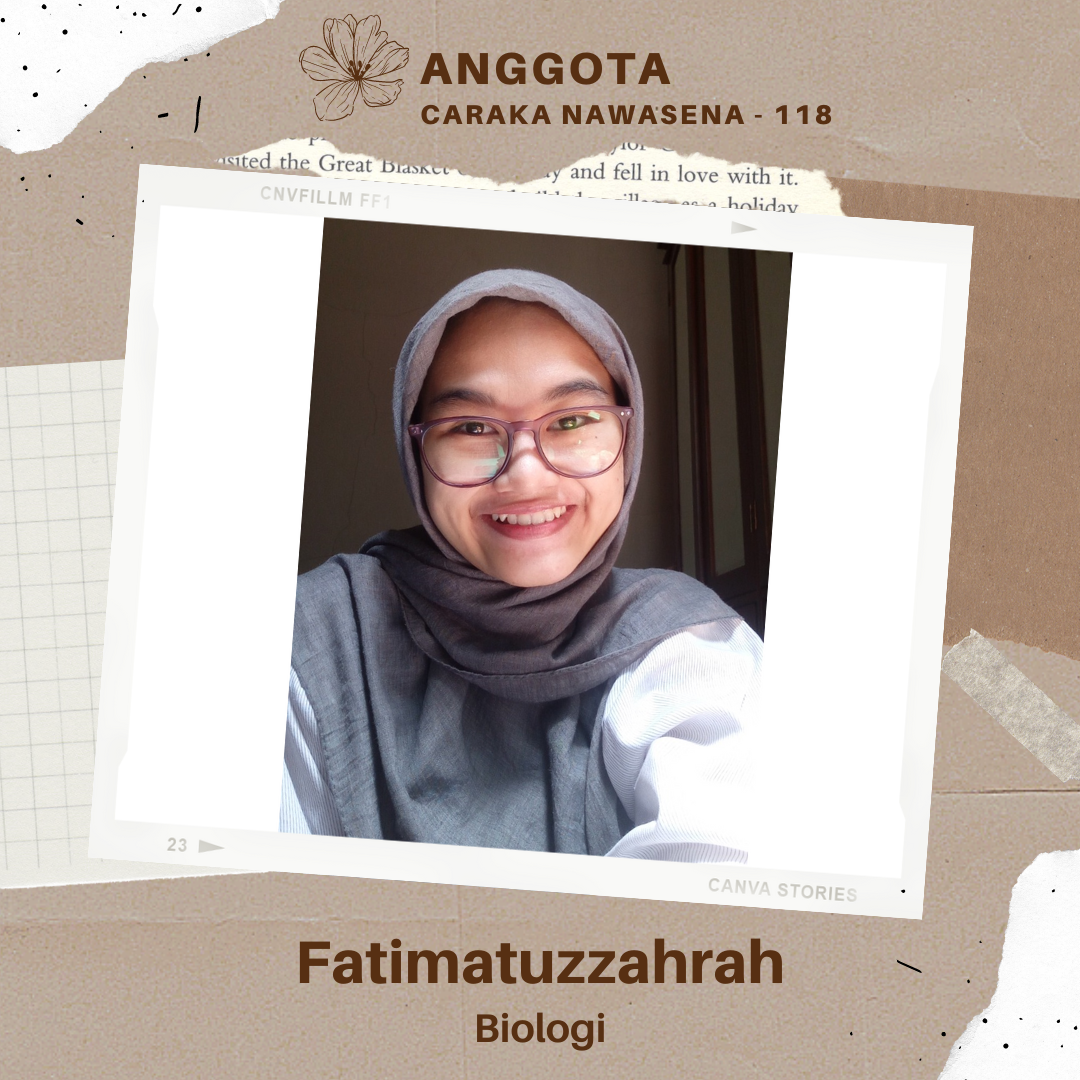 ANGGOTA
CARAKA NAWASENA - 118
the Great Blasket
and fell in love with it.
holiday
CNVFILLM FF1
23
CANVA STORIES
Fatimatuzzahrah
Biologi